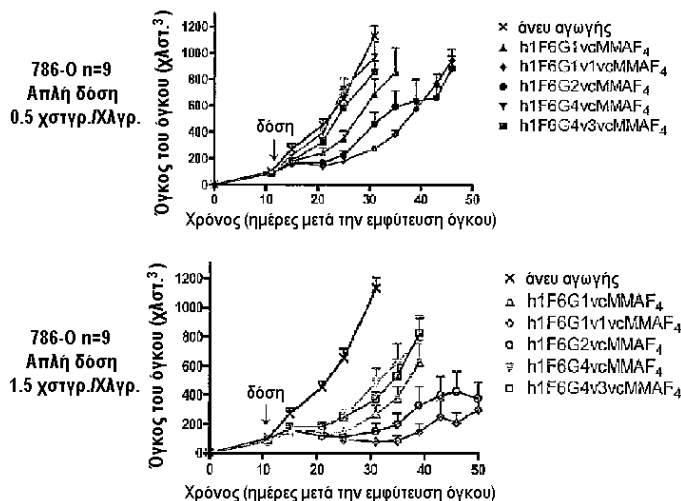 786-O n=9
Απλή δόση
0.5 χστγρ./Χλγρ.
Όγκος του όγκου (χλστ.³)
1200
1000
800
600
400
200
0
δόση
0 10 20 30 40 50
Χρόνος (ημέρες μετά την εμφύτευση όγκου)
άνευ αγωγής
h1F6G1vcMMAF₄
h1F6G1v1vcMMAF₄
h1F6G2vcMMAF₄
h1F6G4vcMMAF₄
h1F6G4v3vcMMAF₄
786-O n=9
Απλή δόση
1.5 χστγρ./Χλγρ.
Όγκος του όγκου (χλστ.³)
1200
1000
800
600
400
200
0
δόση
0 10 20 30 40 50
Χρόνος (ημέρες μετά την εμφύτευση όγκου)
άνευ αγωγής
h1F6G1vcMMAF₄
h1F6G1v1vcMMAF₄
h1F6G2vcMMAF₄
h1F6G4vcMMAF₄
h1F6G4v3vcMMAF₄